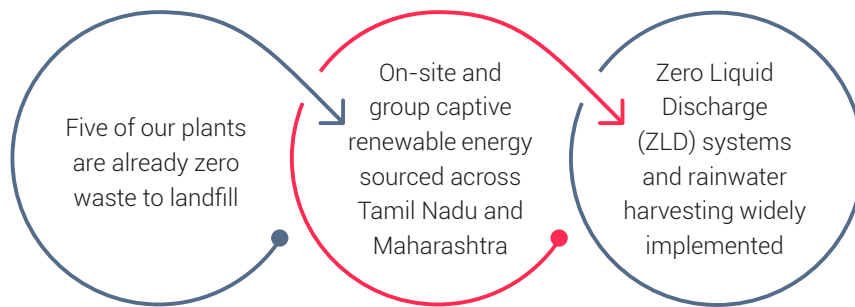 Five of our plants
are already zero
waste to landfill
On-site and
group captive
renewable energy
sourced across
Tamil Nadu and
Maharashtra
Zero Liquid
Discharge
(ZLD) systems
and rainwater
harvesting widely
implemented